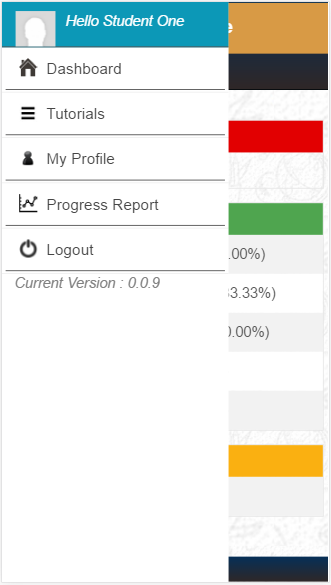 Hello Student One
e
Dashboard
Tutorials
My Profile
Progress Report
.00%)
Logout
33.33%)
Current Version : 0.0.9
0.00%)